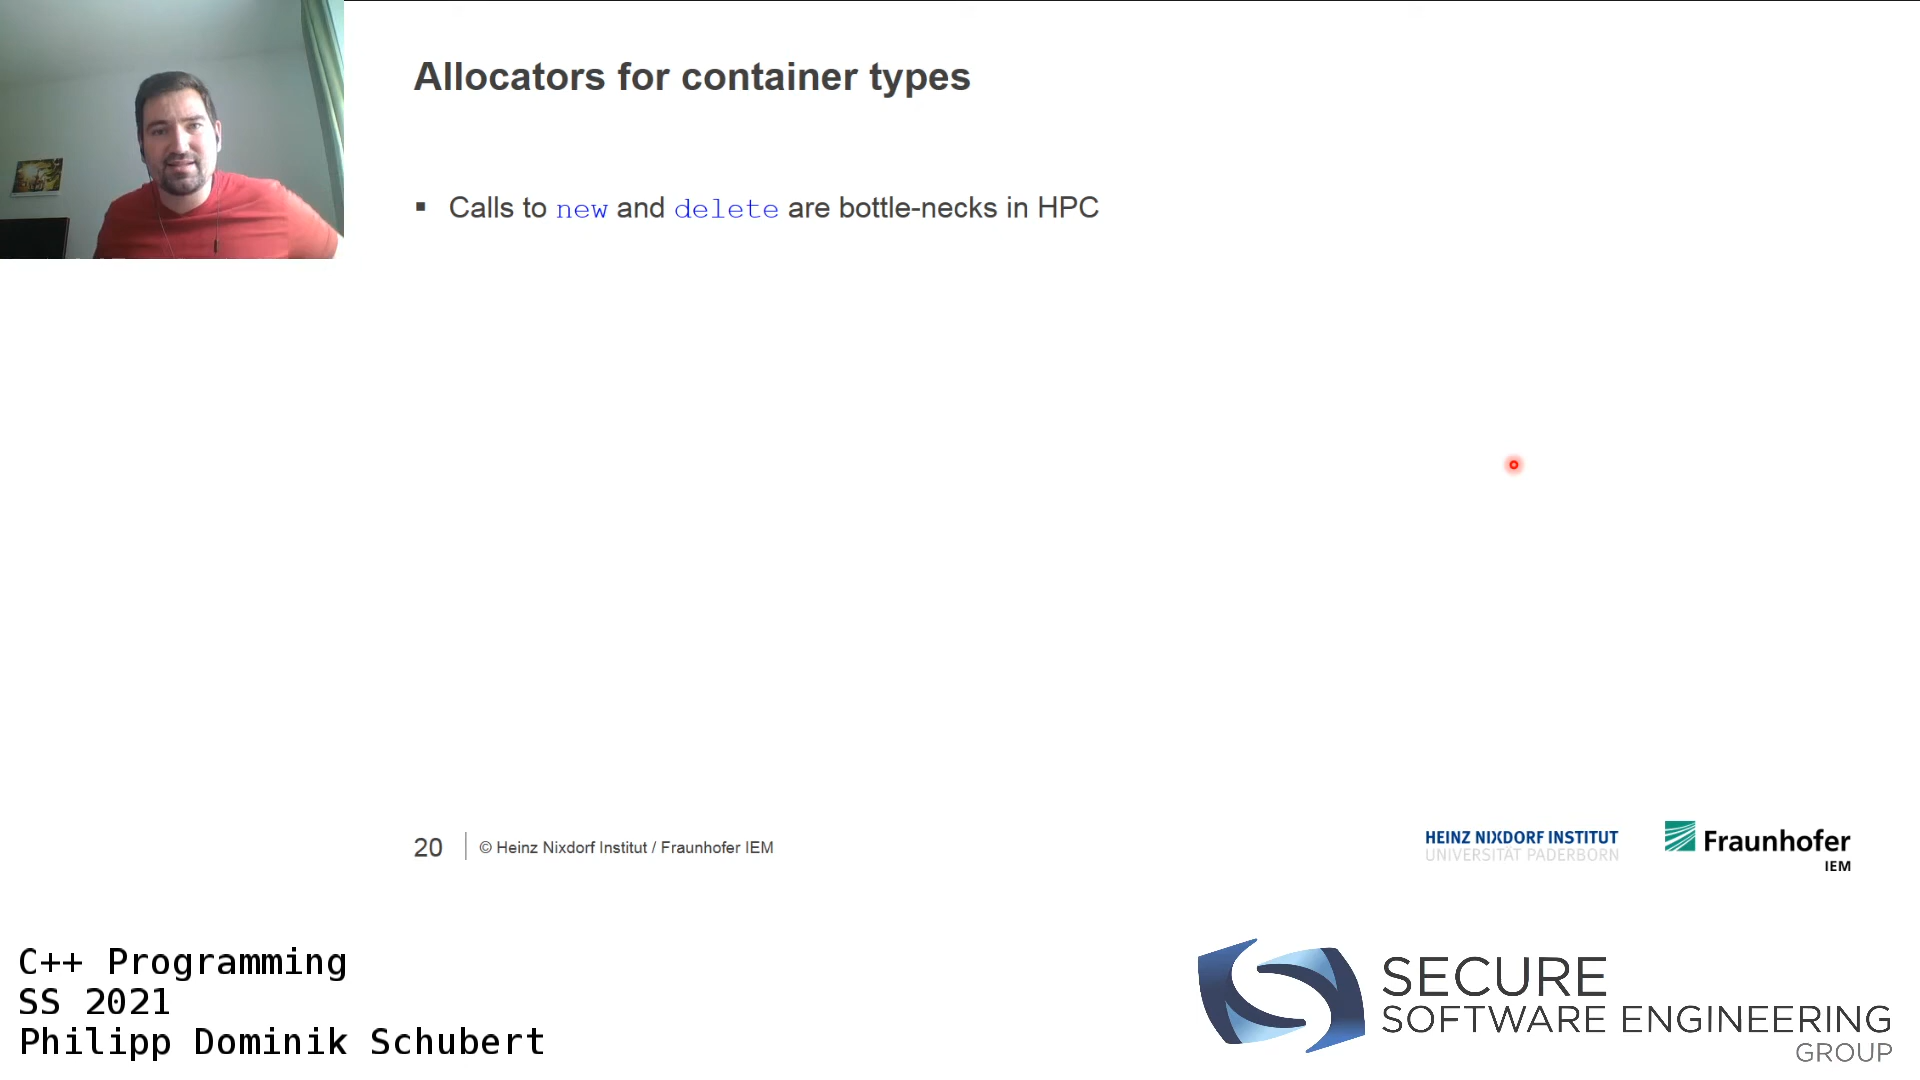 Allocators for container types
▪ Calls to new and delete are bottle-necks in HPC
20 © Heinz Nixdorf Institut / Fraunhofer IEM
HEINZ NIXDORF INSTITUT
UNIVERSITÄT PADERBORN
Fraunhofer
IEM
C++ Programming
SS 2021
Philipp Dominik Schubert
SECURE
SOFTWARE ENGINEERING
GROUP